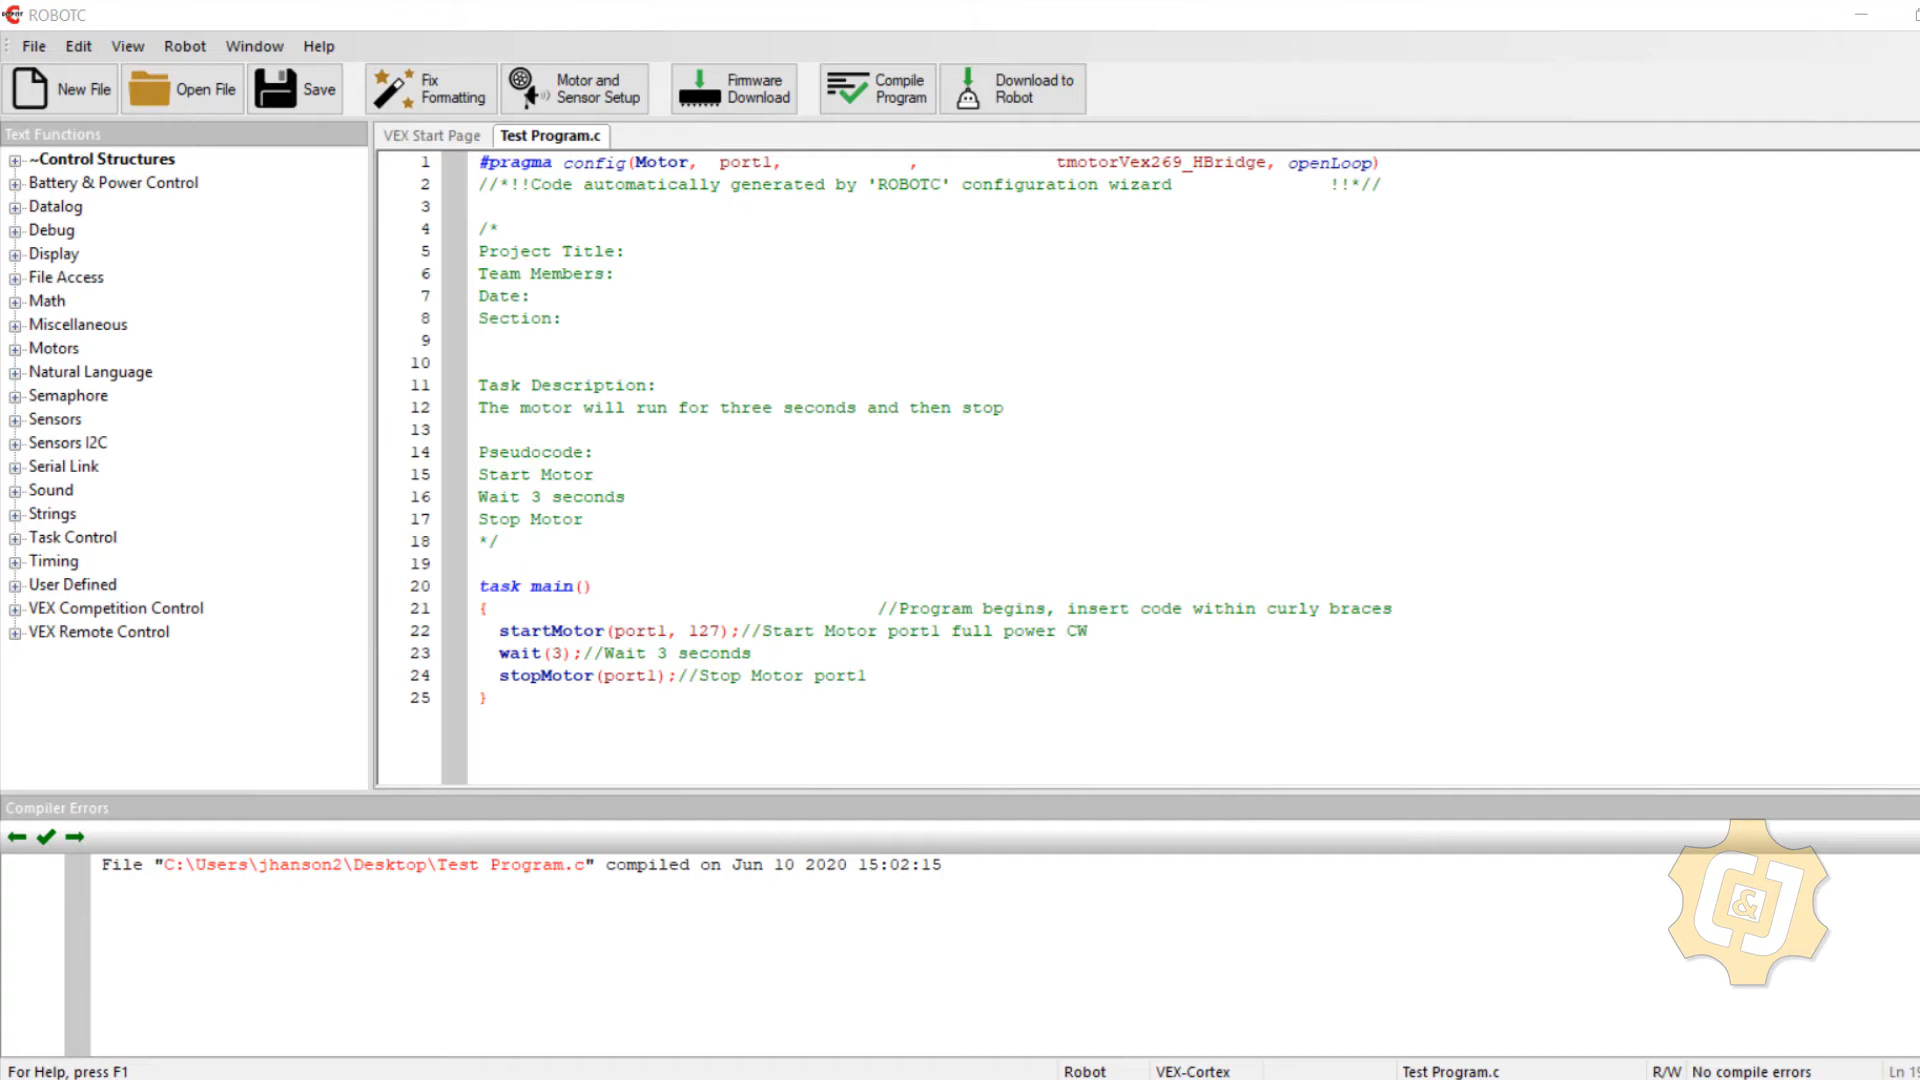 ROBOTC
File Edit View Robot Window Help
New File Open File Save Fix Formatting Motor and Sensor Setup Firmware Download Compile Program Download to Robot
Text Functions
~Control Structures
Battery & Power Control
Datalog
Debug
Display
File Access
Math
Miscellaneous
Motors
Natural Language
Semaphore
Sensors
Sensors I2C
Serial Link
Sound
Strings
Task Control
Timing
User Defined
VEX Competition Control
VEX Remote Control
VEX Start Page Test Program.c
1 #pragma config(Motor, port1, , tmotorVex269_HBridge, openLoop)
2 //*!!Code automatically generated by 'ROBOTC' configuration wizard !!*//
3
4 /*
5 Project Title:
6 Team Members:
7 Date:
8 Section:
9
10
11 Task Description:
12 The motor will run for three seconds and then stop
13
14 Pseudocode:
15 Start Motor
16 Wait 3 seconds
17 Stop Motor
18 */
19
20 task main()
21 { //Program begins, insert code within curly braces
22 startMotor(port1, 127);//Start Motor port1 full power CW
23 wait(3);//Wait 3 seconds
24 stopMotor(port1);//Stop Motor port1
25 }
Compiler Errors
File "C:\Users\jhanson2\Desktop\Test Program.c" compiled on Jun 10 2020 15:02:15
For Help, press F1 Robot VEX-Cortex Test Program.c R/W No compile errors Ln